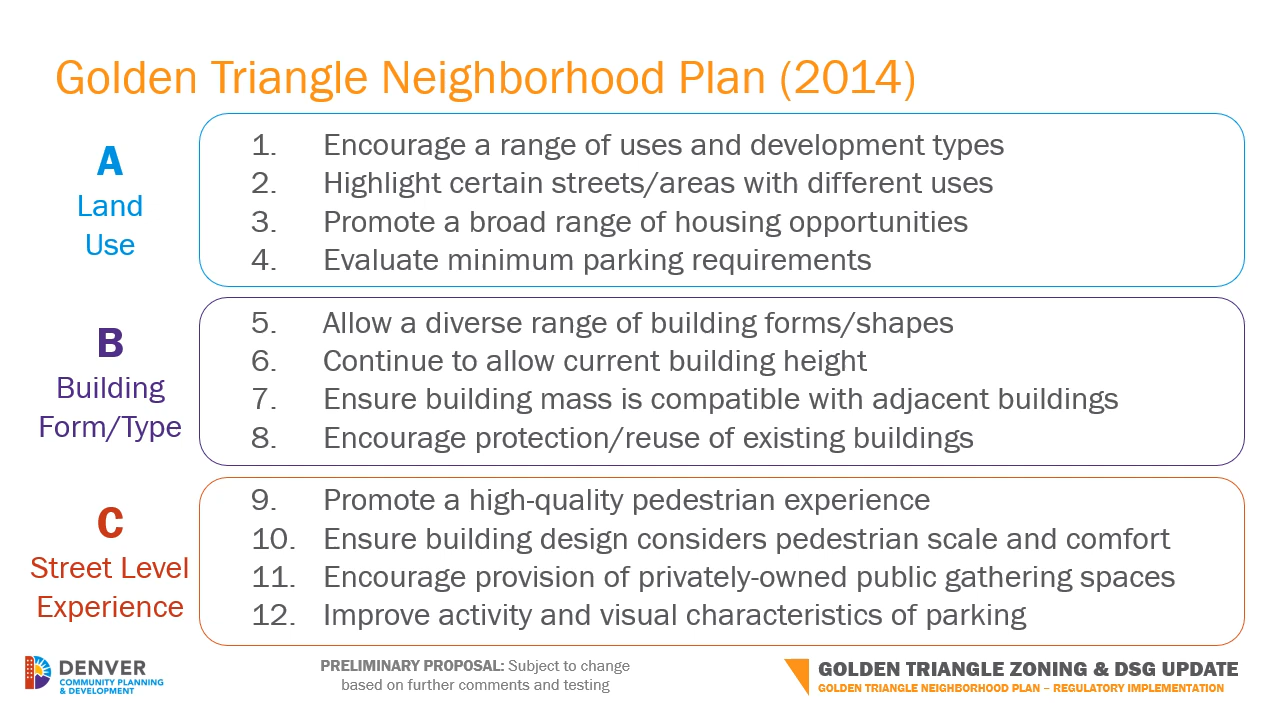 Golden Triangle Neighborhood Plan (2014)
A
Land
Use
1. Encourage a range of uses and development types
2. Highlight certain streets/areas with different uses
3. Promote a broad range of housing opportunities
4. Evaluate minimum parking requirements
B
Building
Form/Type
5. Allow a diverse range of building forms/shapes
6. Continue to allow current building height
7. Ensure building mass is compatible with adjacent buildings
8. Encourage protection/reuse of existing buildings
C
Street Level
Experience
9. Promote a high-quality pedestrian experience
10. Ensure building design considers pedestrian scale and comfort
11. Encourage provision of privately-owned public gathering spaces
12. Improve activity and visual characteristics of parking
DENVER
COMMUNITY PLANNING
& DEVELOPMENT
PRELIMINARY PROPOSAL: Subject to change
based on further comments and testing
GOLDEN TRIANGLE ZONING & DSG UPDATE
GOLDEN TRIANGLE NEIGHBORHOOD PLAN – REGULATORY IMPLEMENTATION